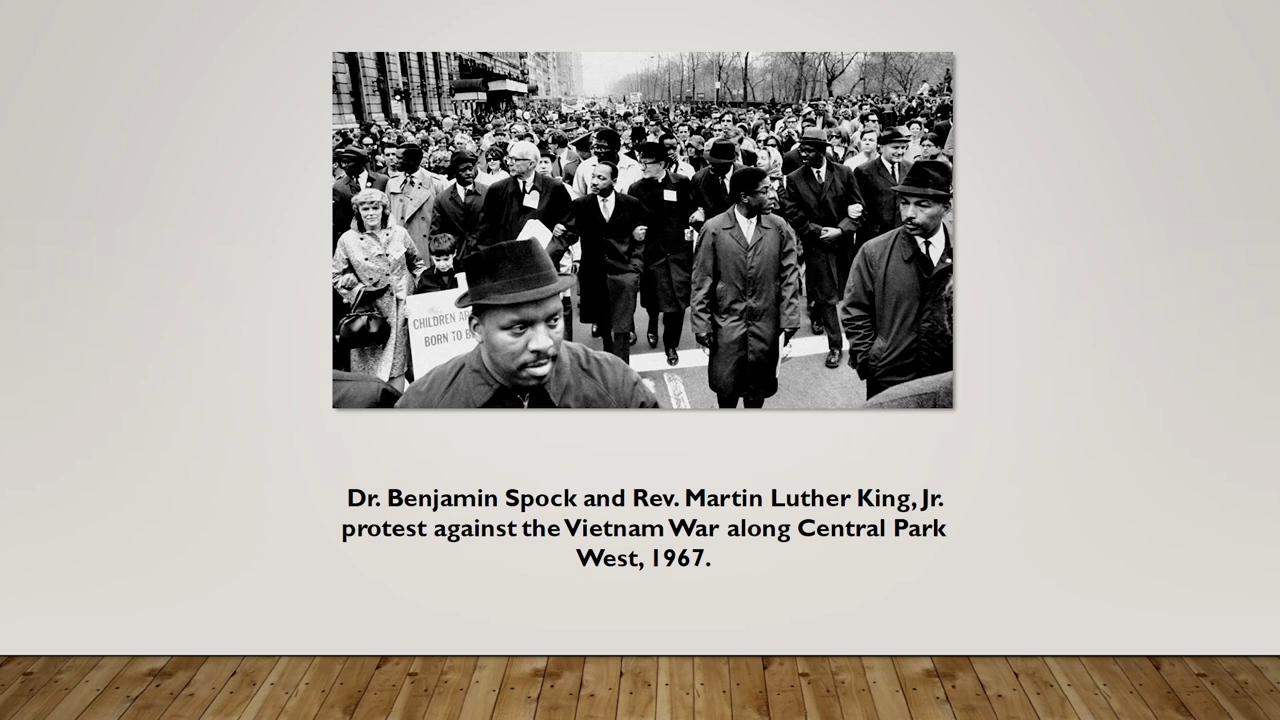 CHILDREN
BORN TO
Dr. Benjamin Spock and Rev. Martin Luther King, Jr.
protest against the Vietnam War along Central Park
West, 1967.